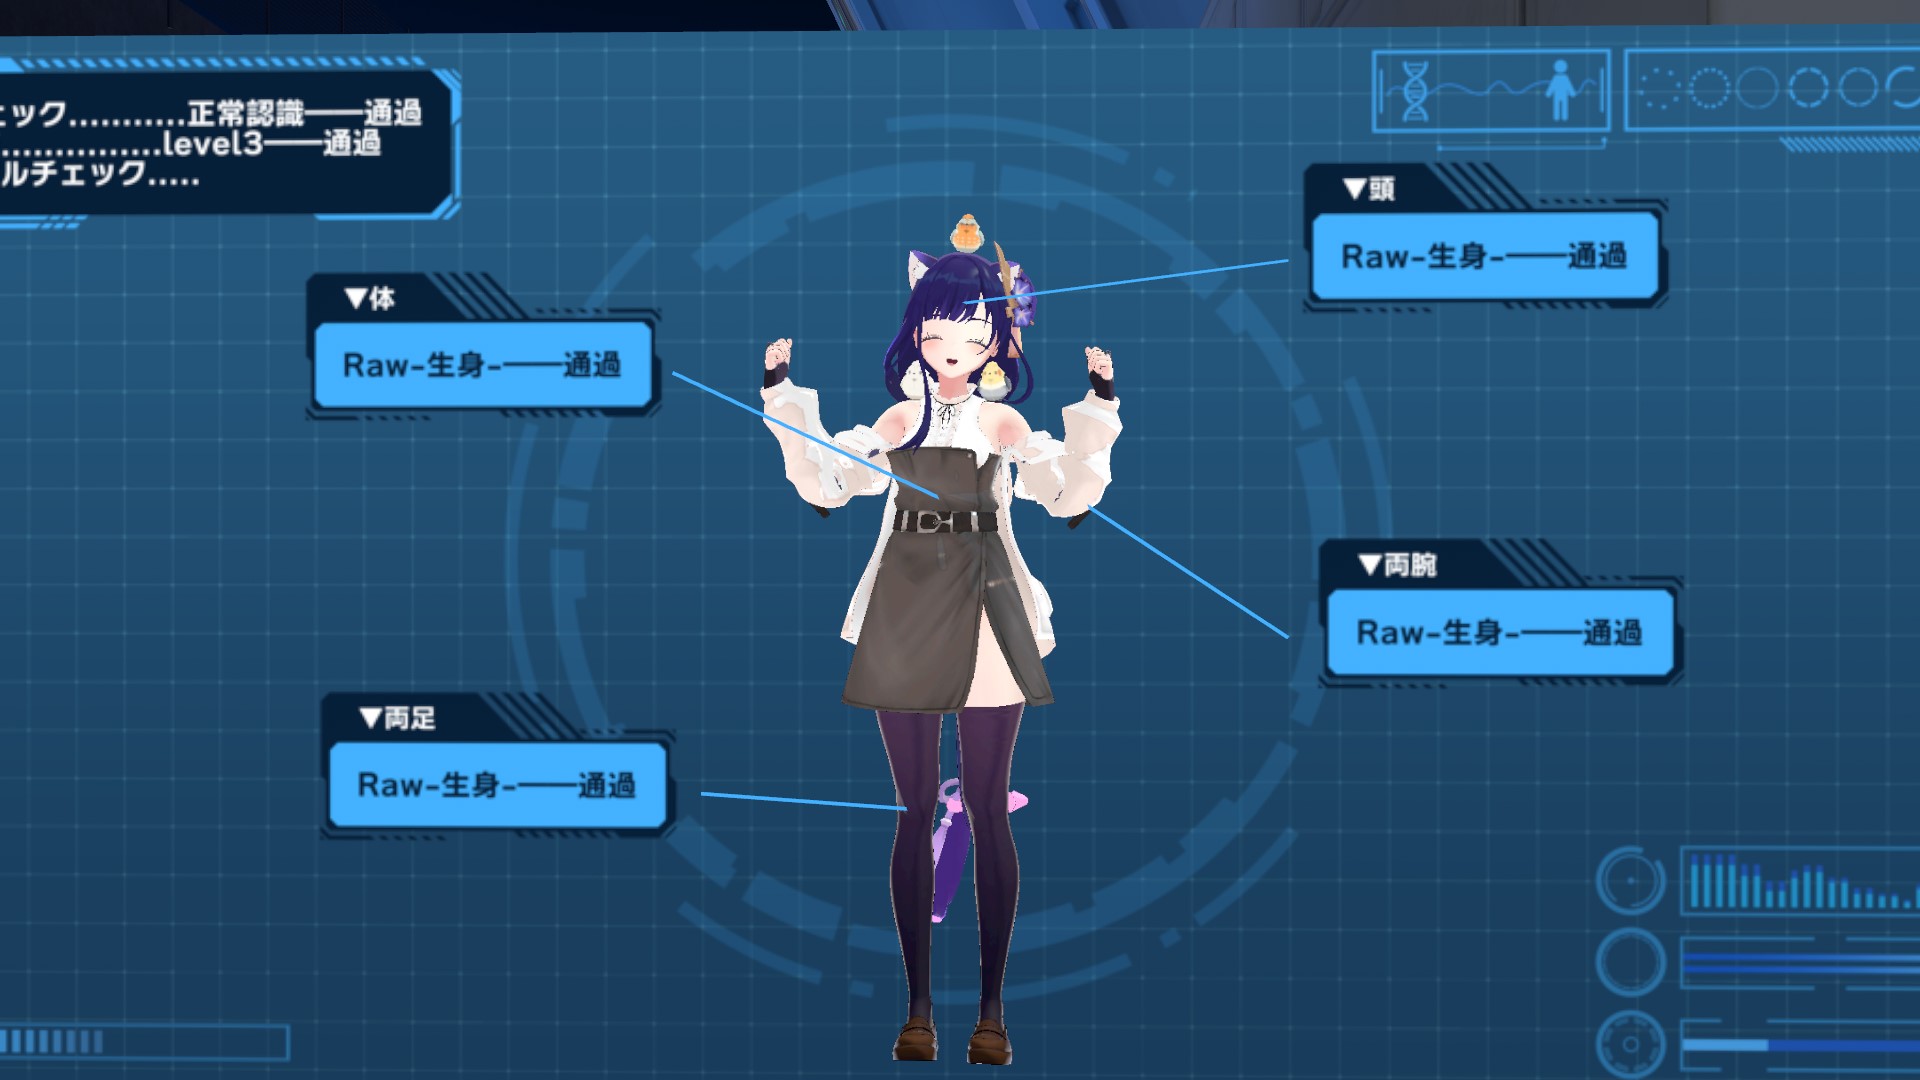 ェック...........正常認識——通過
...............level3——通過
ルチェック.....
▼頭
Raw-生身-——通過
▼体
Raw-生身-——通過
▼両腕
Raw-生身-——通過
▼両足
Raw-生身-——通過